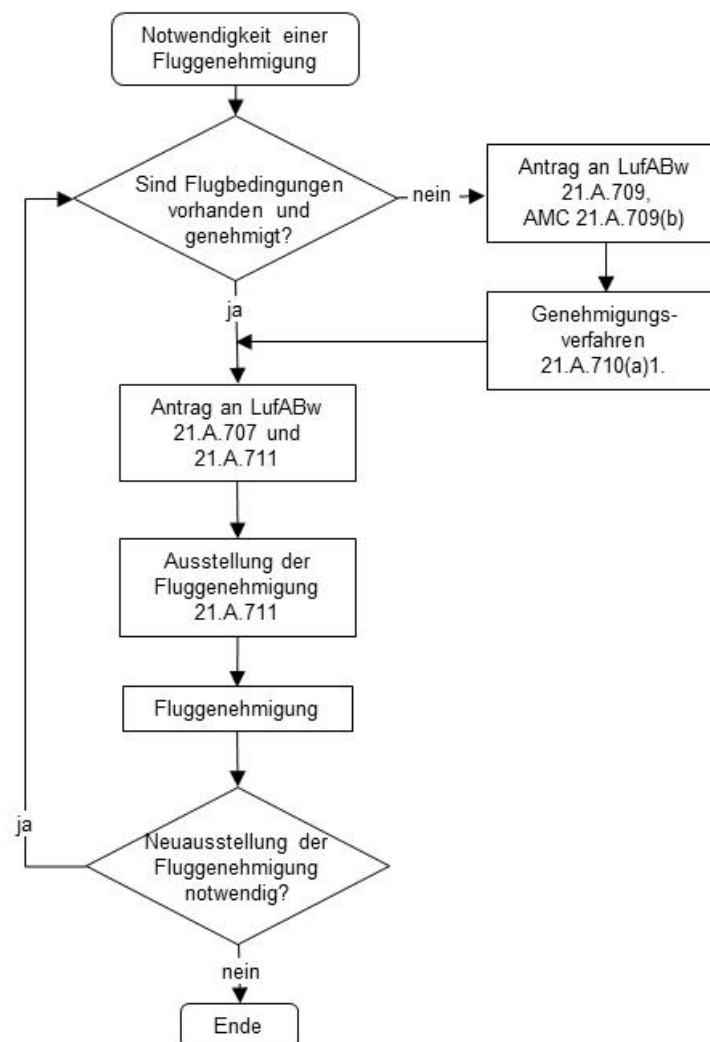 Notwendigkeit einer
Fluggenehmigung
Sind Flugbedingungen
vorhanden und
genehmigt?
nein
Antrag an LufABw
21.A.709,
AMC 21.A.709(b)
Genehmigungs-
verfahren
21.A.710(a)1.
ja
Antrag an LufABw
21.A.707 und
21.A.711
Ausstellung der
Fluggenehmigung
21.A.711
Fluggenehmigung
Neuausstellung der
Fluggenehmigung
notwendig?
ja
nein
Ende